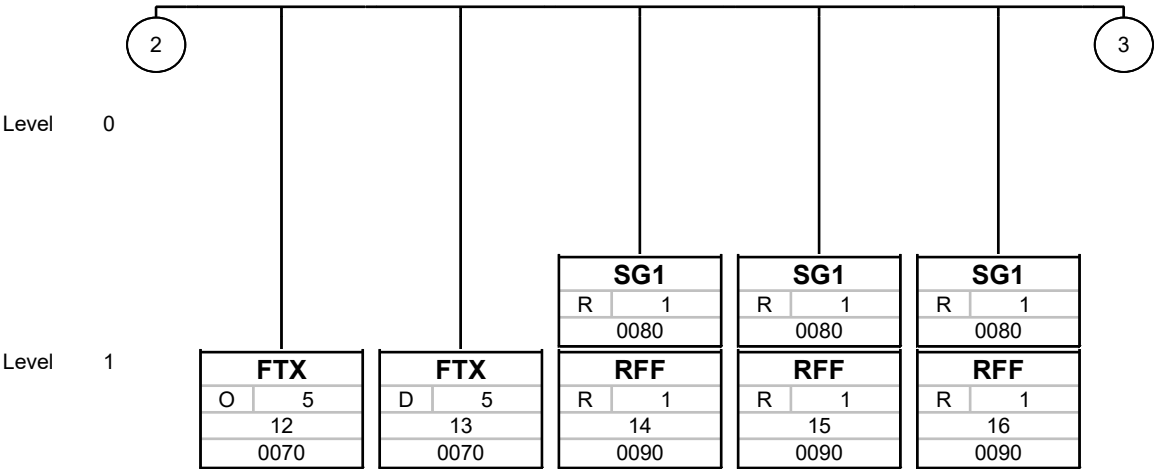 2 3
Level 0
SG1 SG1 SG1
R 1 R 1 R 1
0080 0080 0080
Level 1 FTX FTX RFF RFF RFF
O 5 D 5 R 1 R 1 R 1
12 13 14 15 16
0070 0070 0090 0090 0090